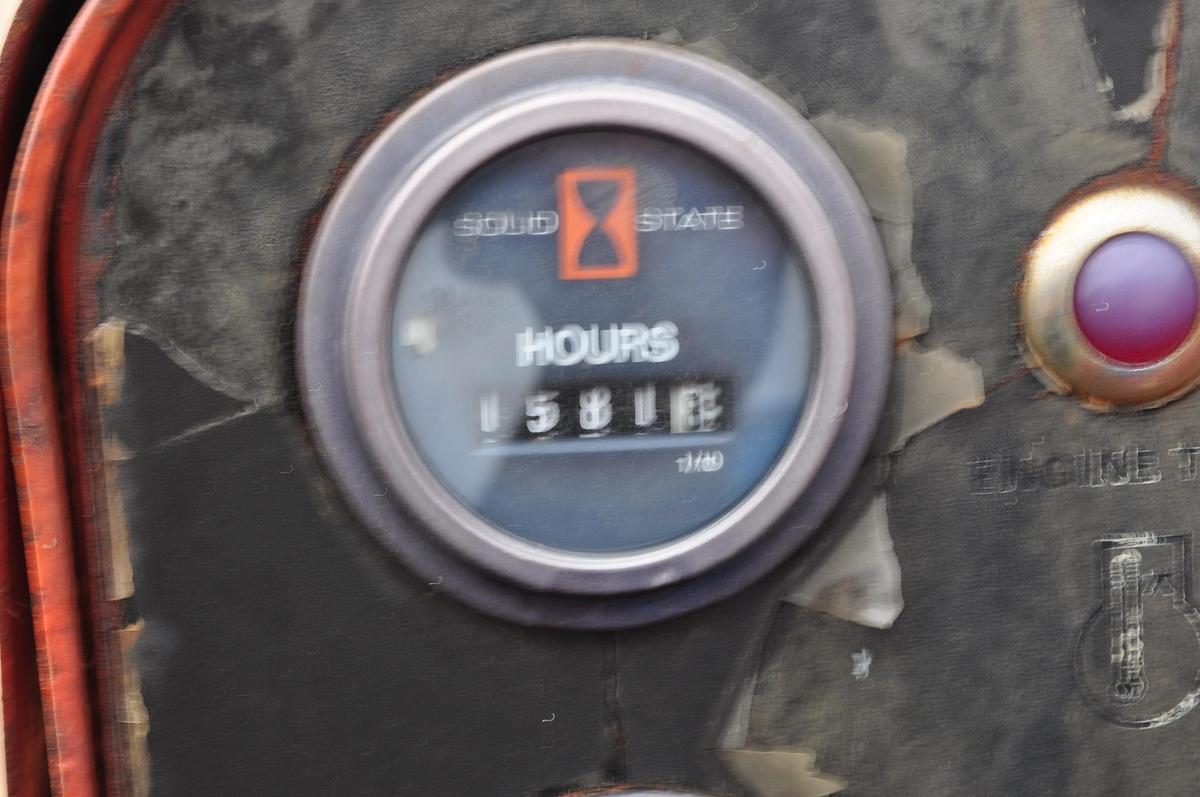 SOLID STATE
HOURS
1581
1/10
ENGINE